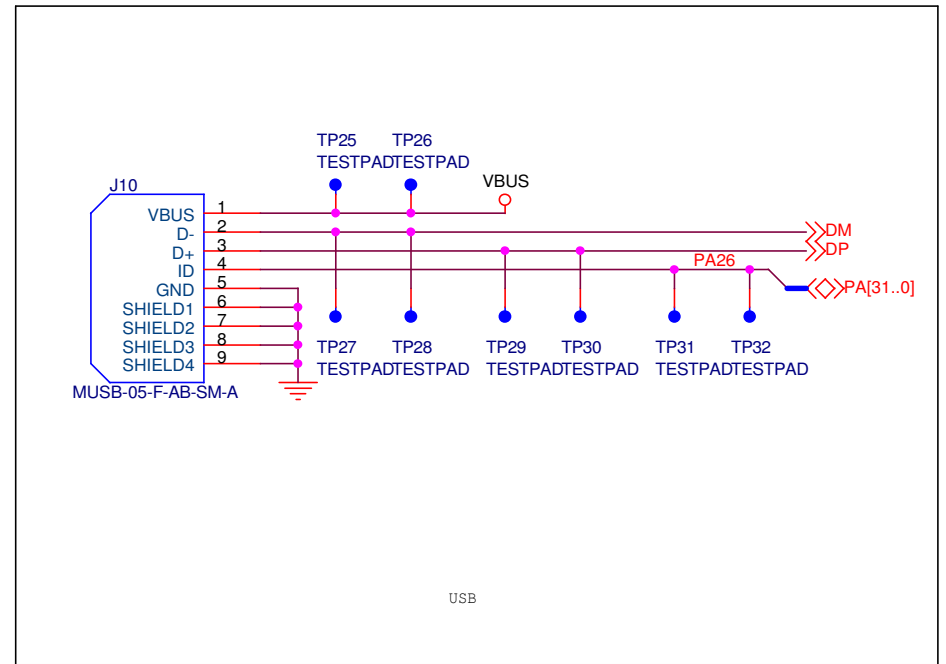 TP25 TP26
TESTPADTESTPAD
VBUS
J10
VBUS 1
D- 2
D+ 3
ID 4
GND 5
SHIELD1 6
SHIELD2 7
SHIELD3 8
SHIELD4 9
MUSB-05-F-AB-SM-A
DM
DP
PA26
PA[31..0]
TP27 TP28 TP29 TP30 TP31 TP32
TESTPADTESTPAD TESTPADTESTPAD TESTPADTESTPAD
USB